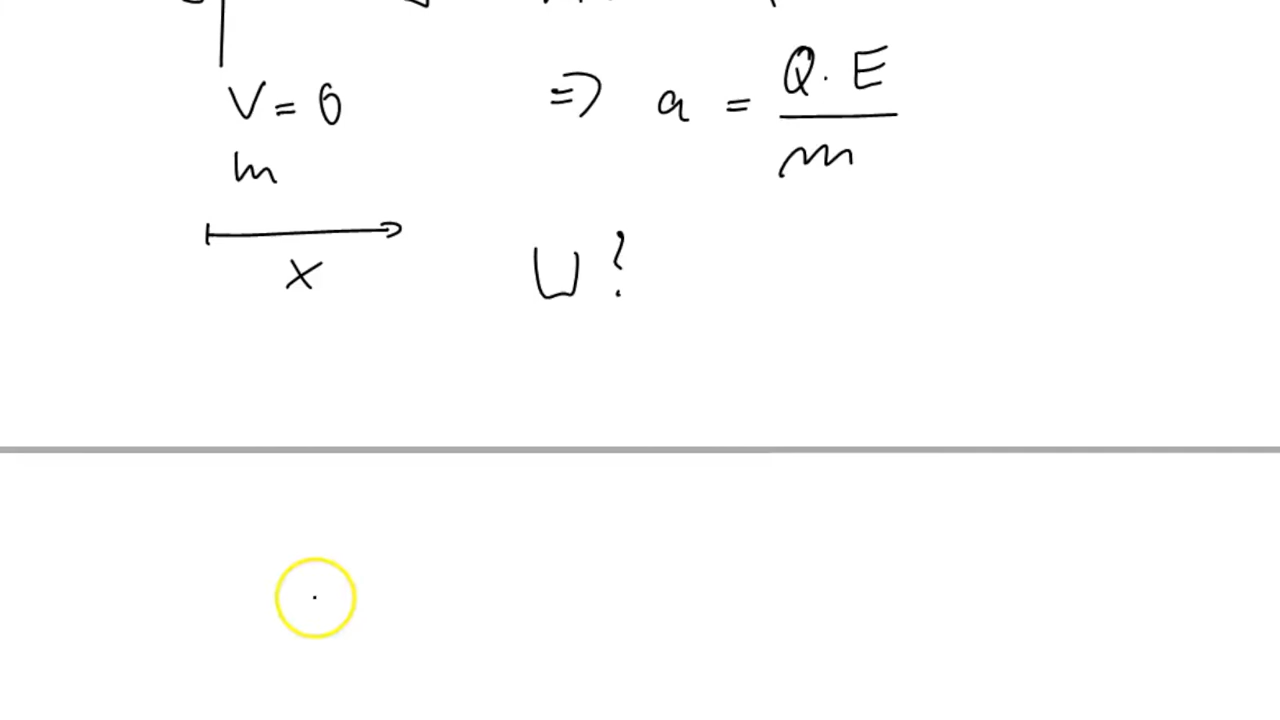 V = 0
m
x
⇒ a = Q · E / m
W?